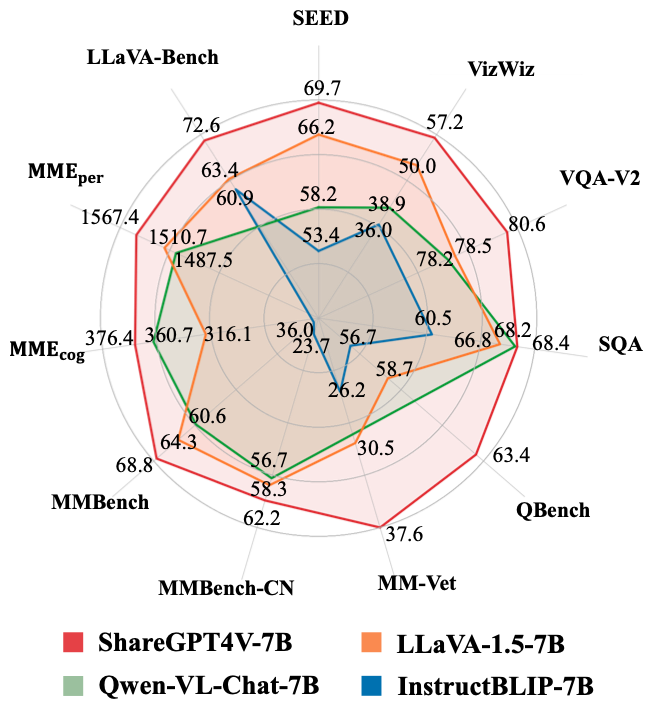 SEED
LLaVA-Bench
VizWiz
69.7
72.6
57.2
66.2
63.4
50.0
MMEper
VQA-V2
60.9
58.2
38.9
1567.4
80.6
36.0
1510.7
53.4
78.5
1487.5
78.2
60.5
36.0
68.2
376.4
360.7
316.1
56.7
66.8
68.4
SQA
MMEcog
23.7
58.7
26.2
60.6
64.3
30.5
63.4
68.8
56.7
58.3
MMBench
QBench
62.2
37.6
MMBench-CN
MM-Vet
ShareGPT4V-7B
LLaVA-1.5-7B
Qwen-VL-Chat-7B
InstructBLIP-7B